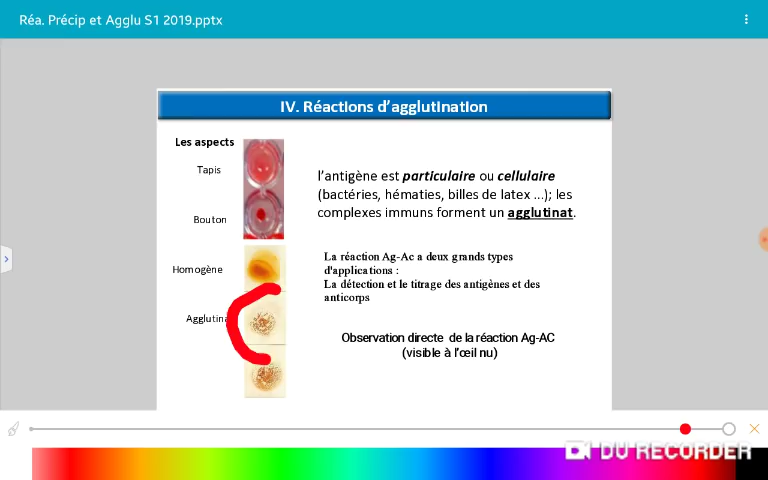 Réa. Précip et Agglu S1 2019.pptx
IV. Réactions d'agglutination
Les aspects
Tapis
Bouton
Homogène
l'antigène est particulaire ou cellulaire
(bactéries, hématies, billes de latex ...); les
complexes immuns forment un agglutinat.
La réaction Ag-Ac a deux grands types
d'applications :
La détection et le titrage des antigènes et des
anticorps
Observation directe de la réaction Ag-AC
(visible à l'œil nu)
DU RECORDER